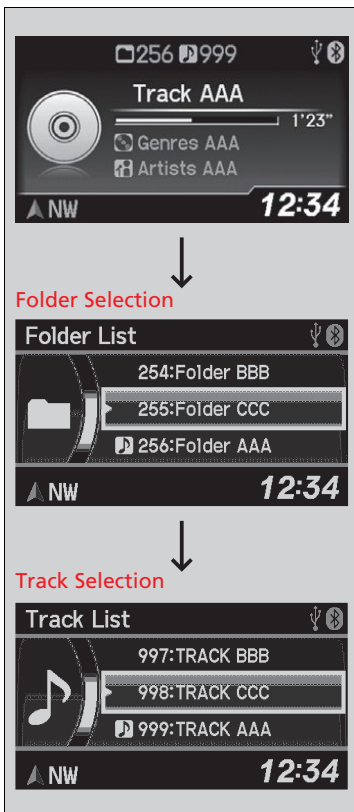 256 999
Track AAA
1'23"
Genres AAA
Artists AAA
NW 12:34
Folder Selection
Folder List
254:Folder BBB
255:Folder CCC
256:Folder AAA
NW 12:34
Track Selection
Track List
997:TRACK BBB
998:TRACK CCC
999:TRACK AAA
NW 12:34